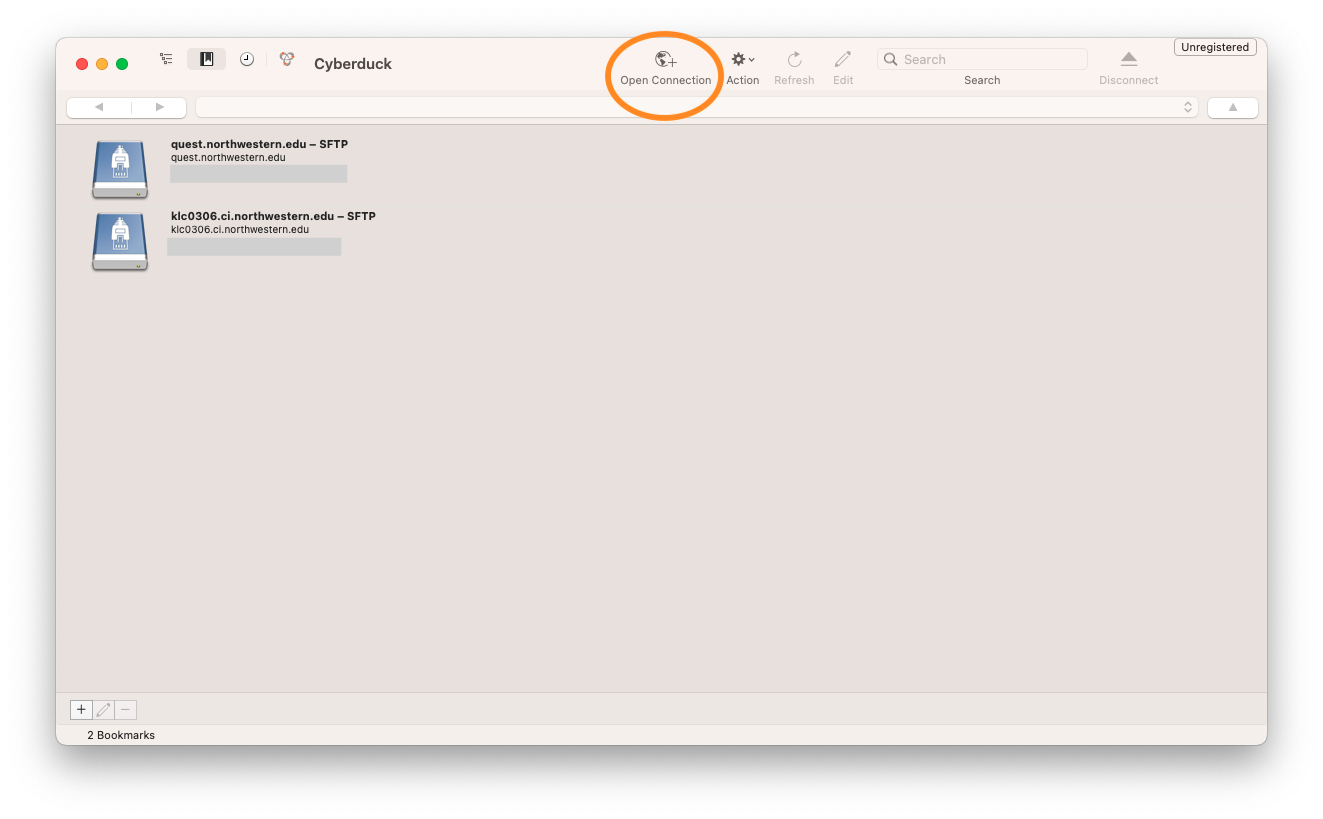 Cyberduck
Open Connection
Action
Refresh
Edit
Search
Search
Disconnect
Unregistered
quest.northwestern.edu – SFTP
quest.northwestern.edu
klc0306.ci.northwestern.edu – SFTP
klc0306.ci.northwestern.edu
2 Bookmarks